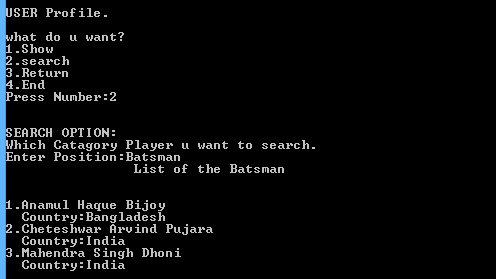 USER Profile.
what do u want?
1.Show
2.search
3.Return
4.End
Press Number:2
SEARCH OPTION:
Which Catagory Player u want to search.
Enter Position:Batsman
List of the Batsman
1.Anamul Haque Bijoy
Country:Bangladesh
2.Cheteshwar Arvind Pujara
Country:India
3.Mahendra Singh Dhoni
Country:India